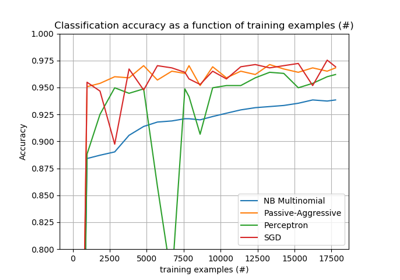 Classification accuracy as a function of training examples (#)
1.000
0.975
0.950
0.925
0.900
0.875
0.850
0.825
0.800
Accuracy
NB Multinomial
Passive-Aggressive
Perceptron
SGD
0 2500 5000 7500 10000 12500 15000 17500
training examples (#)